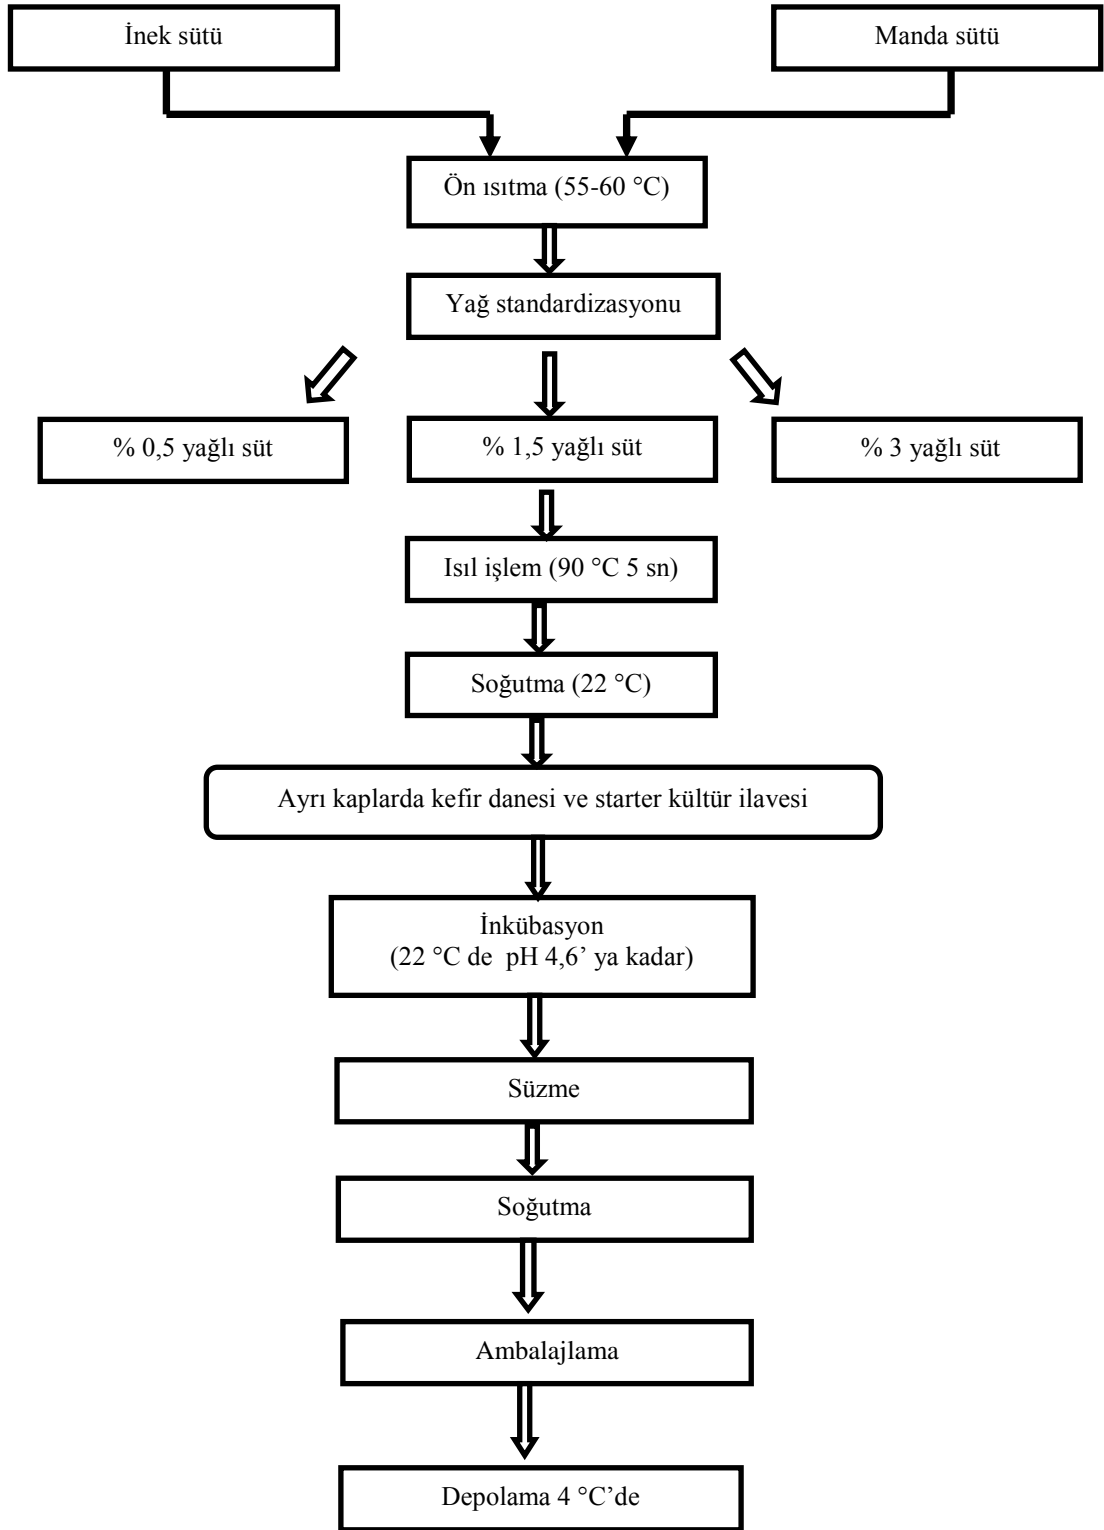 İnek sütü
Manda sütü
Ön ısıtma (55-60 °C)
Yağ standardizasyonu
% 0,5 yağlı süt
% 1,5 yağlı süt
% 3 yağlı süt
Isıl işlem (90 °C 5 sn)
Soğutma (22 °C)
Ayrı kaplarda kefir danesi ve starter kültür ilavesi
İnkübasyon
(22 °C de pH 4,6’ ya kadar)
Süzme
Soğutma
Ambalajlama
Depolama 4 °C’de